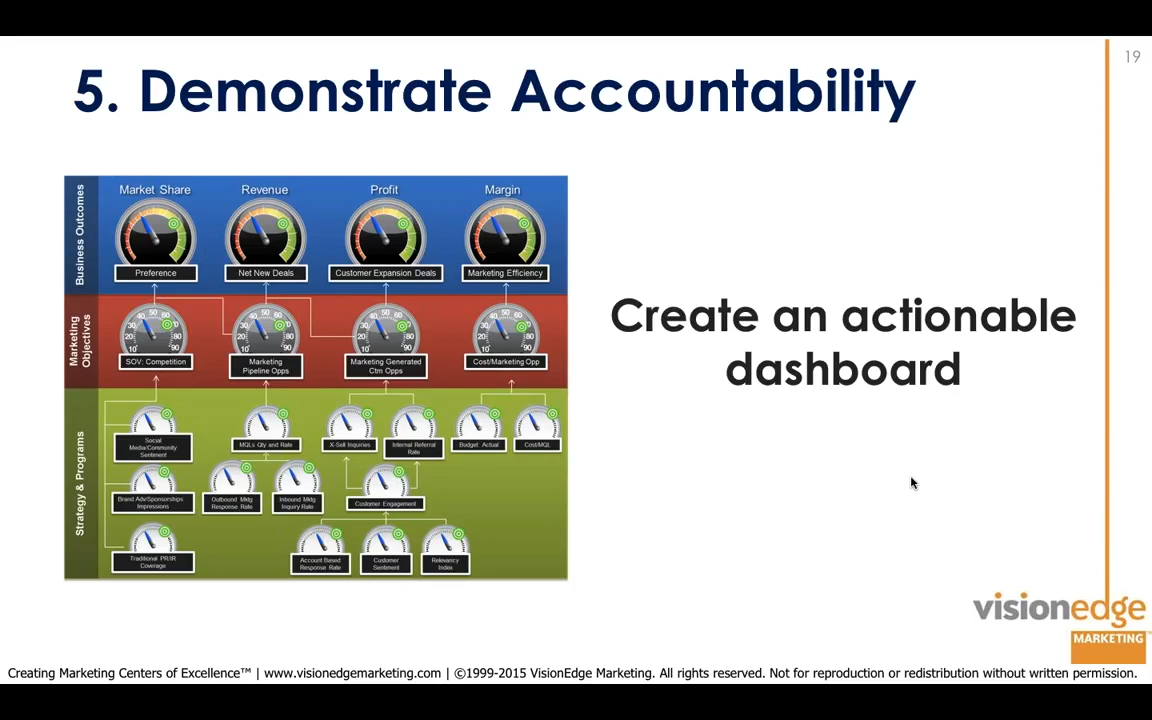 19
5. Demonstrate Accountability
Business Outcomes
Market Share
Revenue
Profit
Margin
Preference
Net New Deals
Customer Expansion Deals
Marketing Efficiency
Marketing
Objectives
SOV: Competition
Marketing
Pipeline Opps
Marketing Generated
Ctm Opps
Cost/Marketing Opp
Strategy & Programs
Social
Media/Community
Sentiment
MQLs Qty and Rate
X-Sell Inquiries
Internal Referral
Rate
Budget: Actual
Cost/MQL
Brand Adv/Sponsorships
Impressions
Outbound Mktg
Response Rate
Inbound Mktg
Inquiry Rate
Customer Engagement
Traditional PR/IR
Coverage
Account Based
Response Rate
Customer
Sentiment
Relevancy
Index
Create an actionable
dashboard
visionedge
MARKETING™
Creating Marketing Centers of Excellence™ | www.visionedgemarketing.com | ©1999-2015 VisionEdge Marketing. All rights reserved. Not for reproduction or redistribution without written permission.